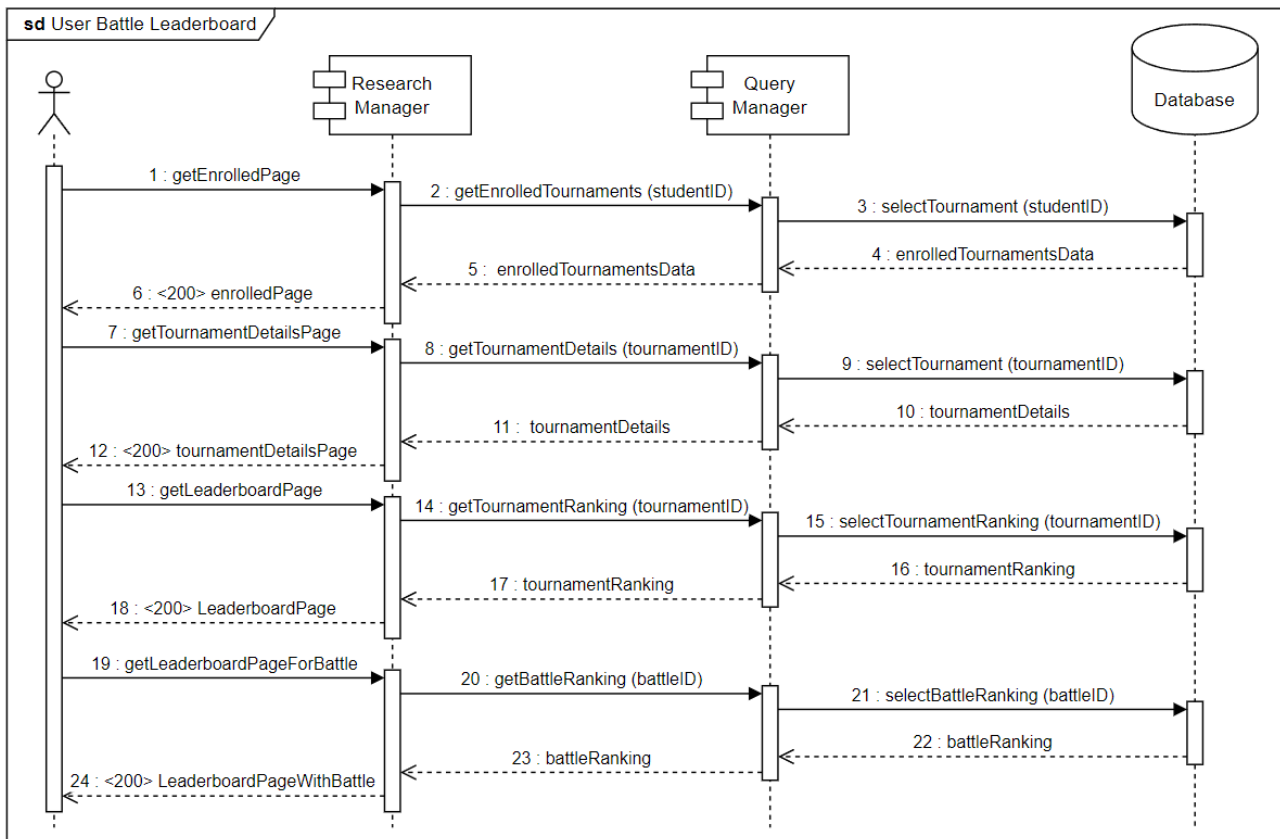 sd User Battle Leaderboard
Research
Manager
Query
Manager
Database
1 : getEnrolledPage
2 : getEnrolledTournaments (studentID)
3 : selectTournament (studentID)
4 : enrolledTournamentsData
5 : enrolledTournamentsData
6 : <200> enrolledPage
7 : getTournamentDetailsPage
8 : getTournamentDetails (tournamentID)
9 : selectTournament (tournamentID)
10 : tournamentDetails
11 : tournamentDetails
12 : <200> tournamentDetailsPage
13 : getLeaderboardPage
14 : getTournamentRanking (tournamentID)
15 : selectTournamentRanking (tournamentID)
16 : tournamentRanking
17 : tournamentRanking
18 : <200> LeaderboardPage
19 : getLeaderboardPageForBattle
20 : getBattleRanking (battleID)
21 : selectBattleRanking (battleID)
22 : battleRanking
23 : battleRanking
24 : <200> LeaderboardPageWithBattle